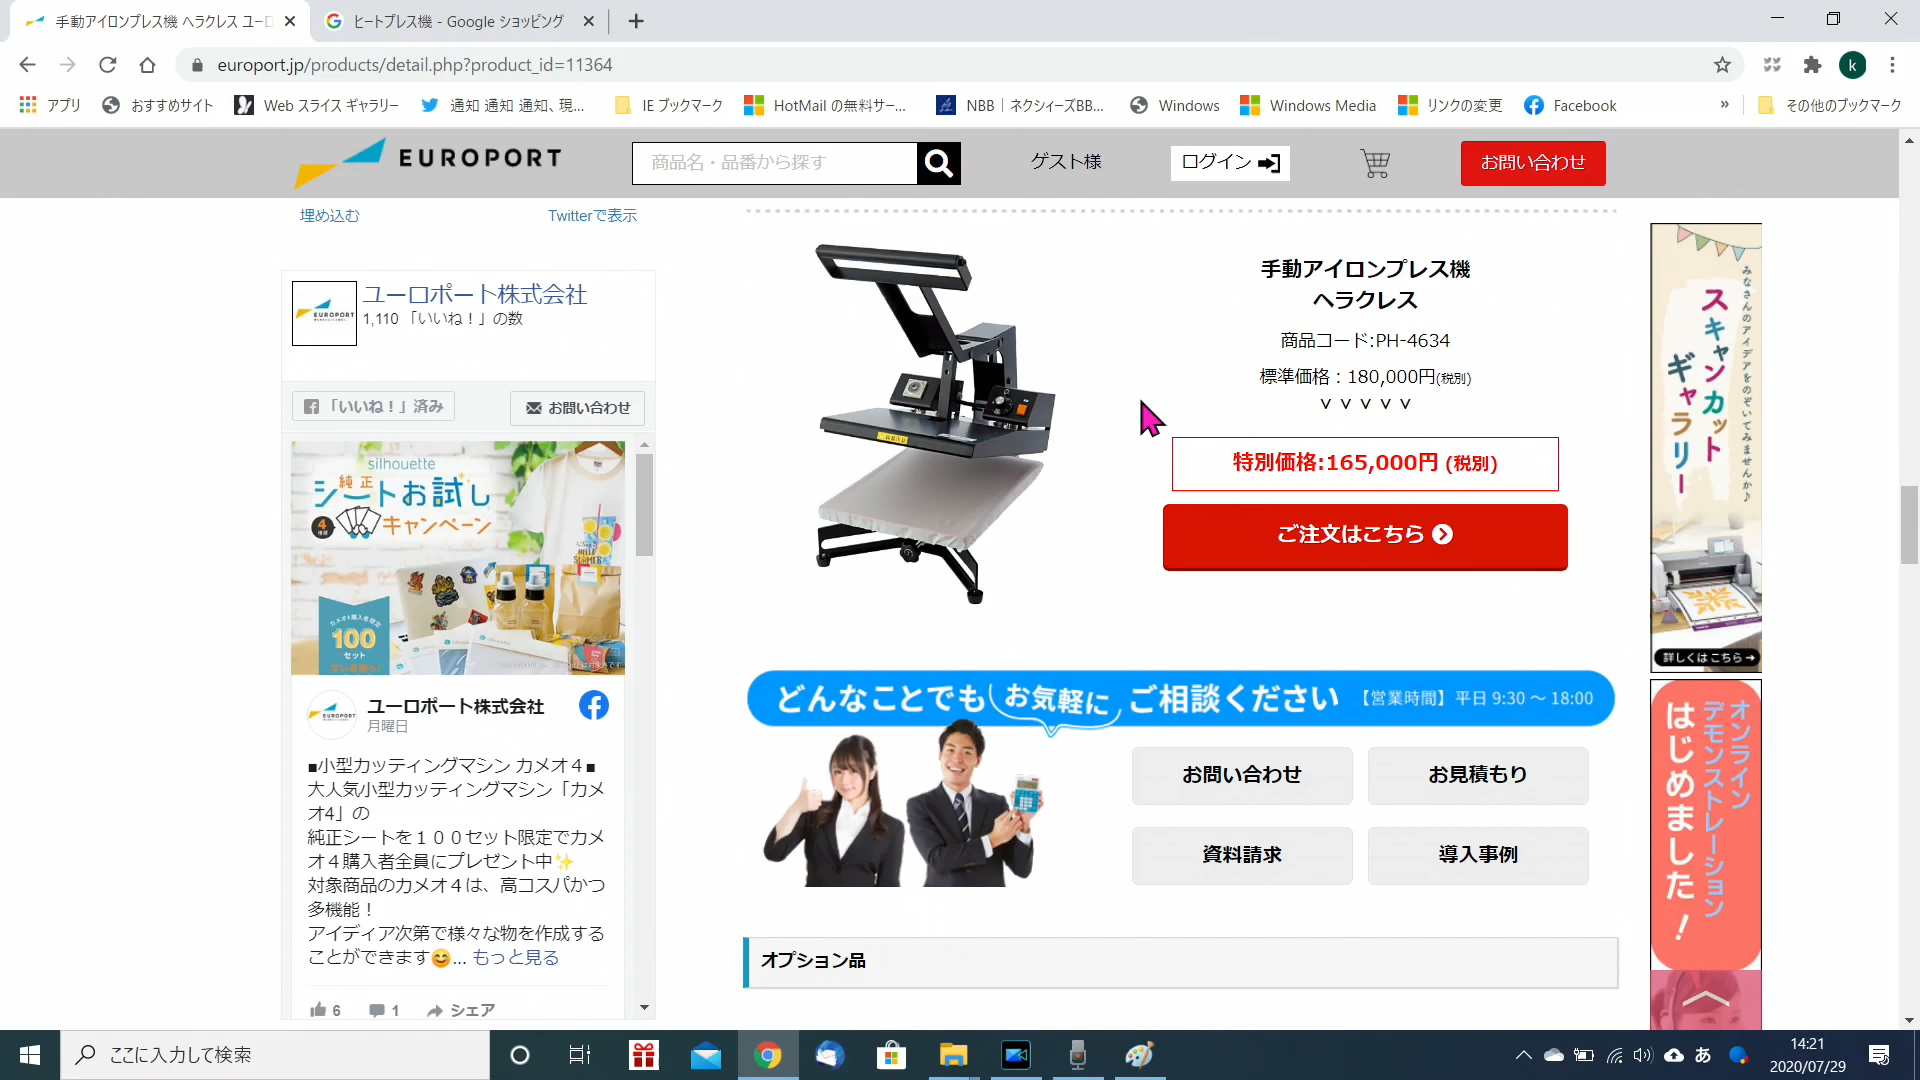 手動アイロンプレス機 ヘラクレス ユーロ
ヒートプレス機 - Google ショッピング
europort.jp/products/detail.php?product_id=11364
k
アプリ
おすすめサイト
Web スライス ギャラリー
通知 通知 通知、現...
IE ブックマーク
HotMail の無料サー...
NBB｜ネクシィーズBB...
Windows
Windows Media
リンクの変更
Facebook
»
その他のブックマーク
EUROPORT
商品名・品番から探す
ゲスト様
ログイン
お問い合わせ
埋め込む
Twitterで表示
EUROPORT
ユーロポート株式会社
1,110 「いいね！」の数
「いいね！」済み
お問い合わせ
silhouette
純正
シートお試し
4
キャンペーン
HELLO
SUMMER
カメオ4購入者限定
100
セット
ユーロポート株式会社
月曜日
■小型カッティングマシン カメオ４■
大人気小型カッティングマシン「カメ
オ4」の
純正シートを１００セット限定でカメ
オ４購入者全員にプレゼント中✨
対象商品のカメオ４は、高コスパかつ
多機能！
アイディア次第で様々な物を作成する
ことができます😊... もっと見る
6
1
シェア
手動アイロンプレス機
ヘラクレス
商品コード:PH-4634
標準価格 : 180,000円(税別)
∨ ∨ ∨ ∨ ∨
特別価格:165,000円 (税別)
ご注文はこちら
どんなことでも お気軽に ご相談ください 【営業時間】平日 9:30 ～ 18:00
お問い合わせ
お見積もり
資料請求
導入事例
オプション品
みなさんのアイデアをのぞいてみませんか♪
スキャンカット
ギャラリー
詳しくはこちら→
オンライン
デモンストレーション
はじめました！
ここに入力して検索
あ
14:21
2020/07/29